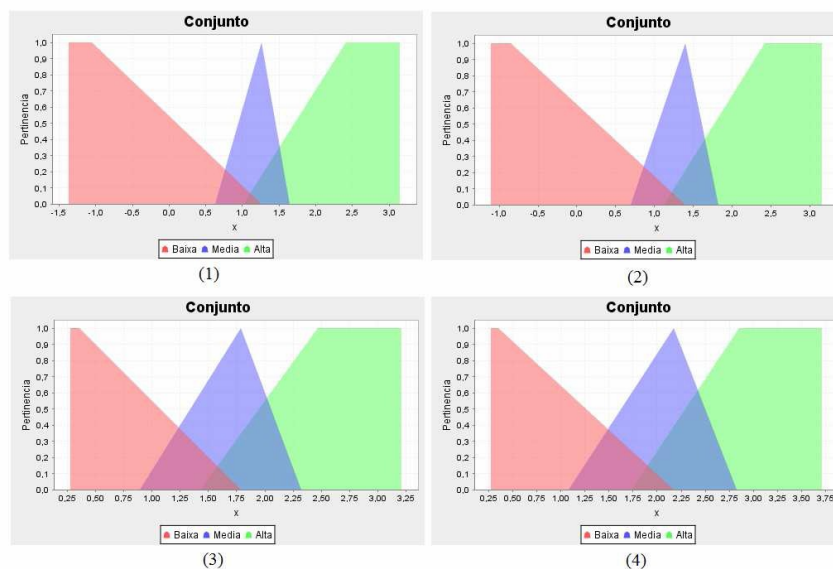 Conjunto
Pertinencia
1,0
0,9
0,8
0,7
0,6
0,5
0,4
0,3
0,2
0,1
0,0
-1,5 -1,0 -0,5 0,0 0,5 1,0 1,5 2,0 2,5 3,0
x
Baixa Media Alta
(1)
Conjunto
Pertinencia
1,0
0,9
0,8
0,7
0,6
0,5
0,4
0,3
0,2
0,1
0,0
-1,0 -0,5 0,0 0,5 1,0 1,5 2,0 2,5 3,0
x
Baixa Media Alta
(2)
Conjunto
Pertinencia
1,0
0,9
0,8
0,7
0,6
0,5
0,4
0,3
0,2
0,1
0,0
0,25 0,50 0,75 1,00 1,25 1,50 1,75 2,00 2,25 2,50 2,75 3,00 3,25
x
Baixa Media Alta
(3)
Conjunto
Pertinencia
1,0
0,9
0,8
0,7
0,6
0,5
0,4
0,3
0,2
0,1
0,0
0,25 0,50 0,75 1,00 1,25 1,50 1,75 2,00 2,25 2,50 2,75 3,00 3,25 3,50 3,75
x
Baixa Media Alta
(4)